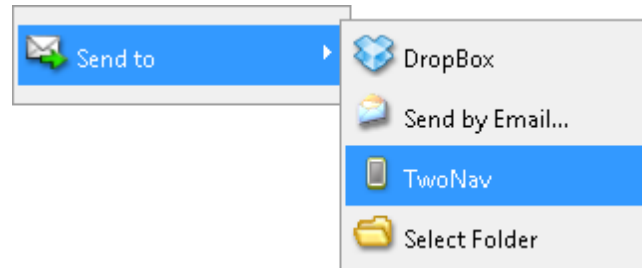 Send to
DropBox
Send by Email...
TwoNav
Select Folder